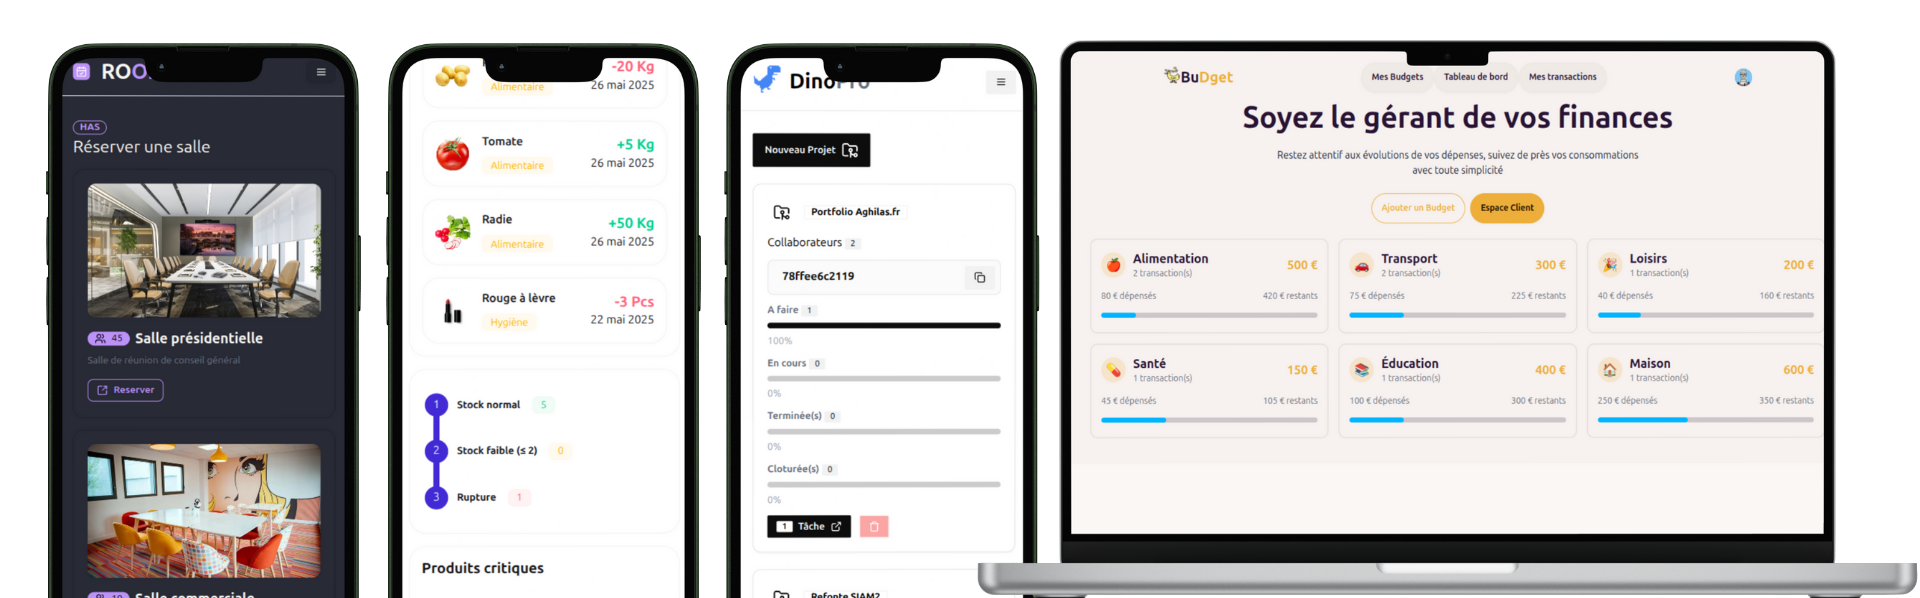 ROO
HAS
Réserver une salle
45 Salle présidentielle
Salle de réunion de conseil général
Reserver
Salle commerciale
-20 Kg
Alimentaire
26 mai 2025
Tomate
+5 Kg
Alimentaire
26 mai 2025
Radie
+50 Kg
Alimentaire
26 mai 2025
Rouge à lèvre
-3 Pcs
Hygiène
22 mai 2025
1 Stock normal 5
2 Stock faible (≤ 2) 0
3 Rupture 1
Produits critiques
DinoPro
Nouveau Projet
Portfolio Aghilas.fr
Collaborateurs 2
78ffee6c2119
A faire 1
100%
En cours 0
0%
Terminée(s) 0
0%
Cloturée(s) 0
0%
1 Tâche
Refonte SIAM2
BuDget
Mes Budgets
Tableau de bord
Mes transactions
Soyez le gérant de vos finances
Restez attentif aux évolutions de vos dépenses, suivez de près vos consommations
avec toute simplicité
Ajouter un Budget
Espace Client
Alimentation
2 transaction(s)
500 €
80 € dépensés
420 € restants
Transport
2 transaction(s)
300 €
75 € dépensés
225 € restants
Loisirs
1 transaction(s)
200 €
40 € dépensés
160 € restants
Santé
1 transaction(s)
150 €
45 € dépensés
105 € restants
Éducation
1 transaction(s)
400 €
100 € dépensés
300 € restants
Maison
1 transaction(s)
600 €
250 € dépensés
350 € restants